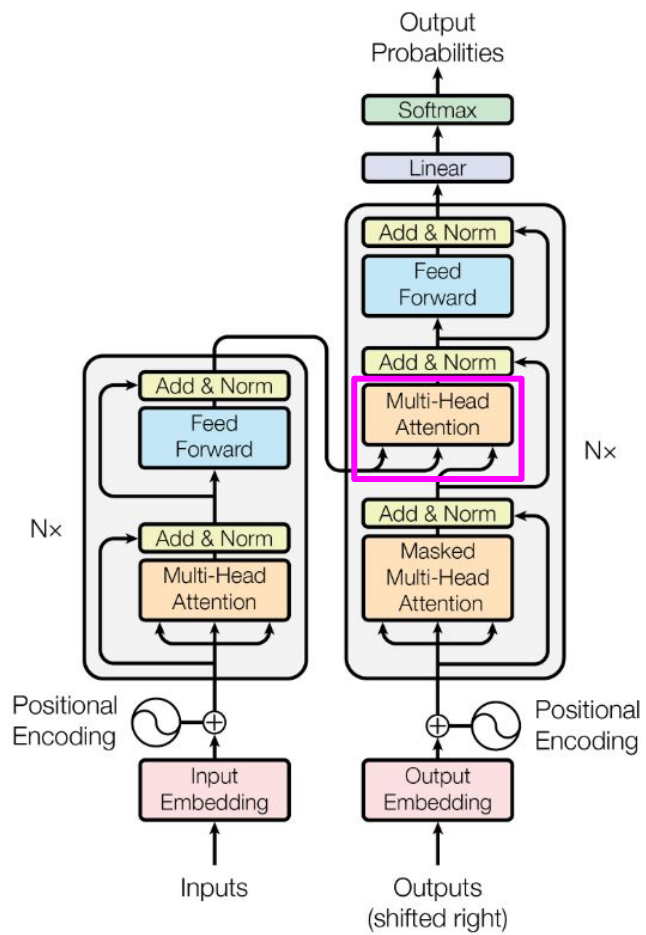 Output
Probabilities
Softmax
Linear
Add & Norm
Feed
Forward
Add & Norm
Multi-Head
Attention
Add & Norm
Masked
Multi-Head
Attention
N×
Positional
Encoding
Output
Embedding
Outputs
(shifted right)
Add & Norm
Feed
Forward
Add & Norm
Multi-Head
Attention
N×
Positional
Encoding
Input
Embedding
Inputs